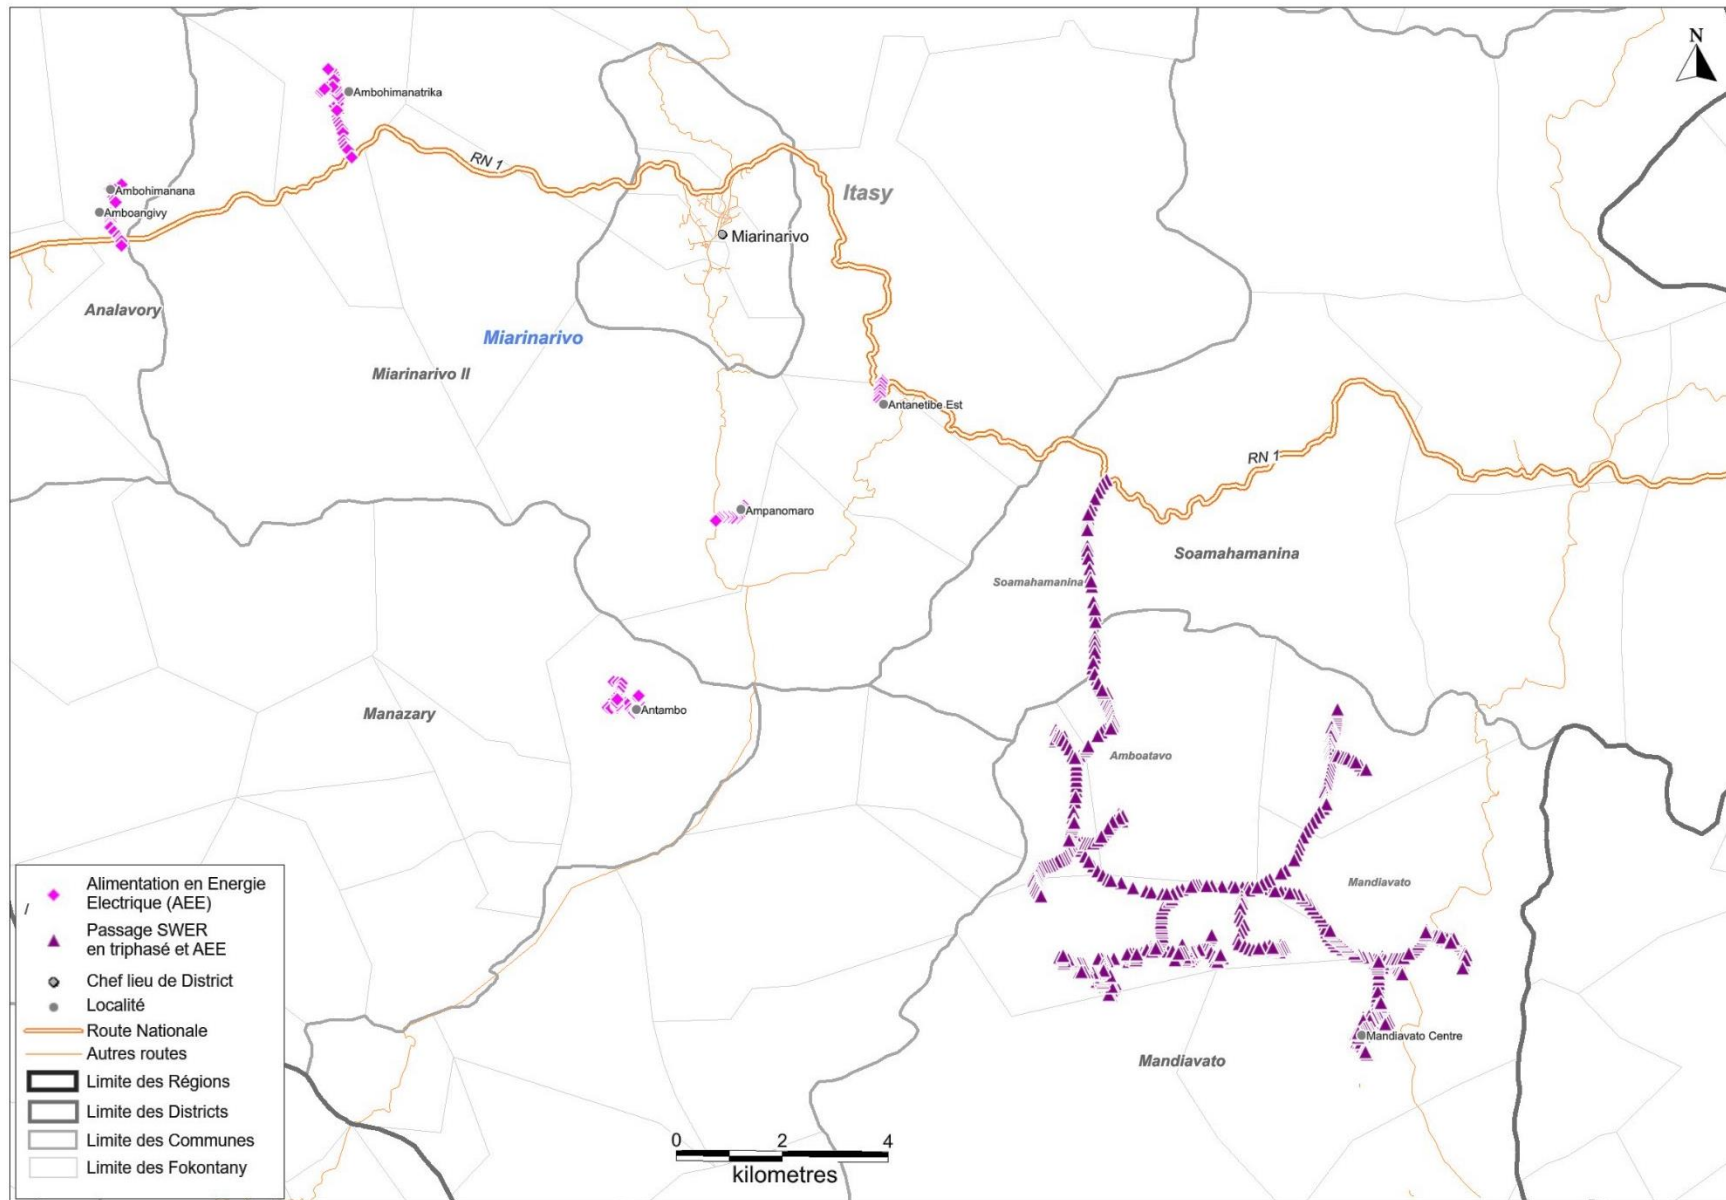 N
Ambohimanatrika
RN 1
Ambohimanana
Itasy
Amboangivy
Miarinarivo
Analavory
Miarinarivo
Miarinarivo II
Antanetibe Est
RN 1
Ampanomaro
Soamahamanina
Soamahamanina
Antambo
Manazary
Amboatavo
Mandiavato
Mandiavato Centre
Mandiavato
Alimentation en Energie
Electrique (AEE)
/
Passage SWER
en triphasé et AEE
Chef lieu de District
Localité
Route Nationale
Autres routes
Limite des Régions
Limite des Districts
Limite des Communes
Limite des Fokontany
0 2 4
kilometres